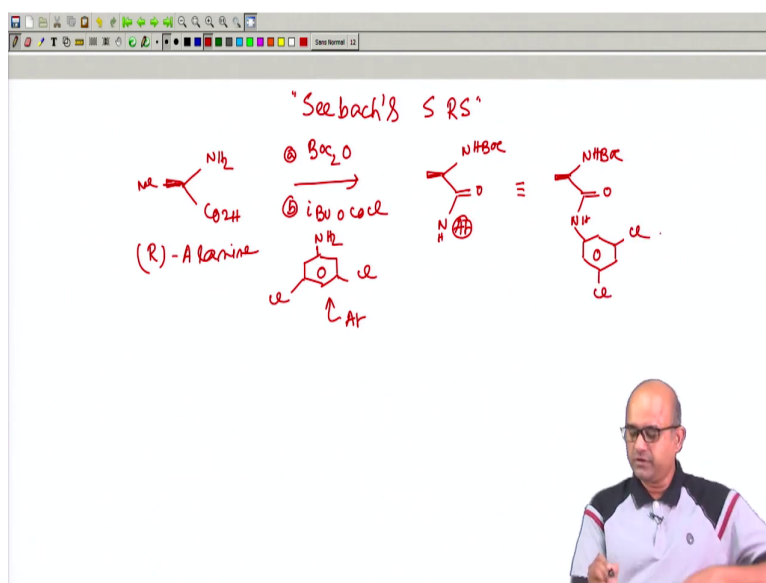 Sans Normal 12
"Seebach's SRS"
Me NH2 CO2H
(R)-Alanine
ⓐ Boc2O
ⓑ iBuOCOCl
NH2
Cl Cl
Ar
NHBoc
O
N
H
Ar
≡
NHBoc
O
NH
Cl
Cl